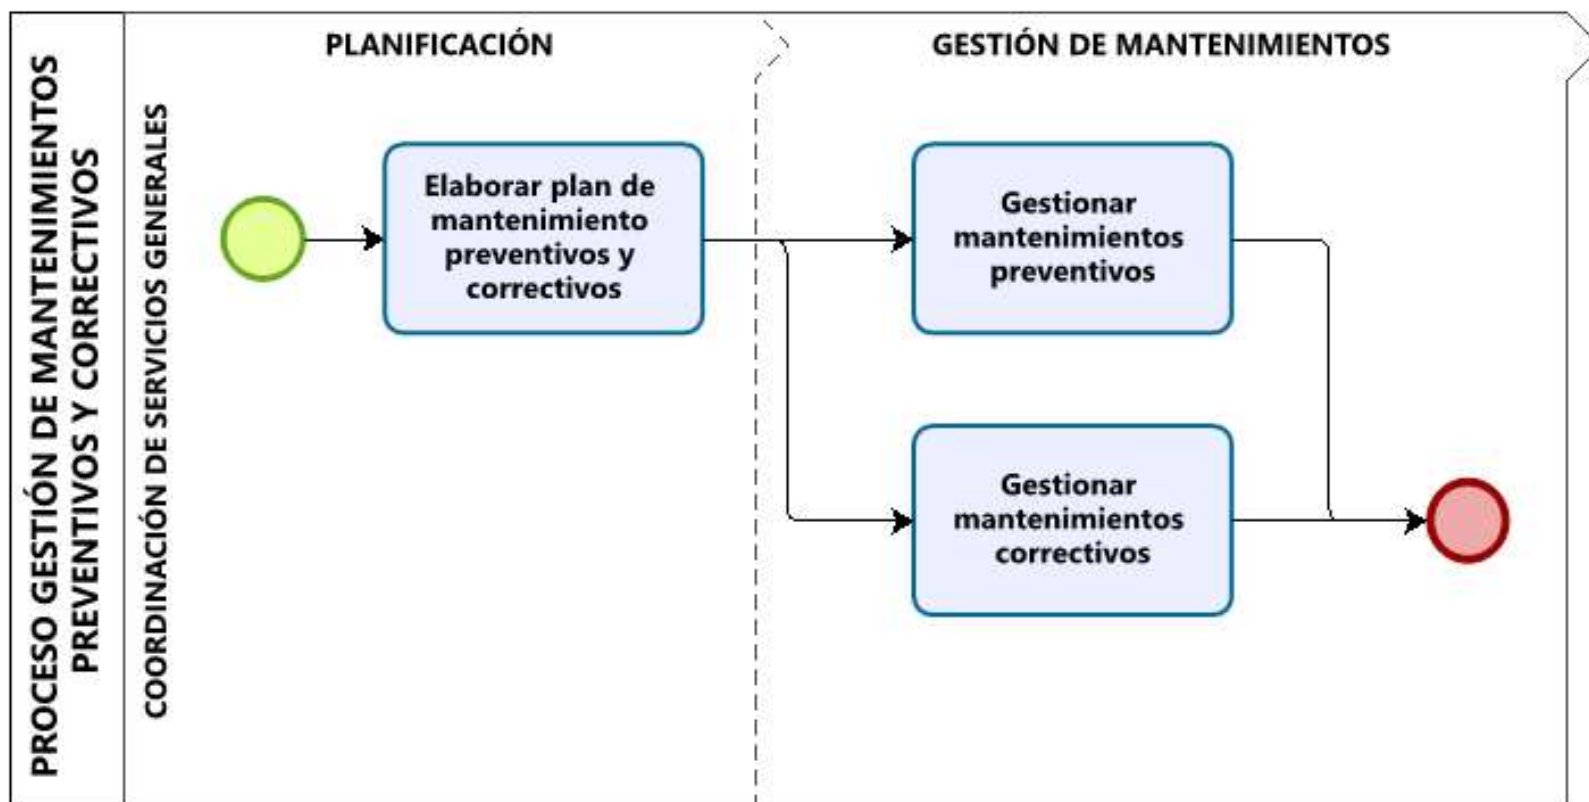 PROCESO GESTIÓN DE MANTENIMIENTOS
PREVENTIVOS Y CORRECTIVOS
COORDINACIÓN DE SERVICIOS GENERALES
PLANIFICACIÓN
GESTIÓN DE MANTENIMIENTOS
Elaborar plan de
mantenimiento
preventivos y
correctivos
Gestionar
mantenimientos
preventivos
Gestionar
mantenimientos
correctivos